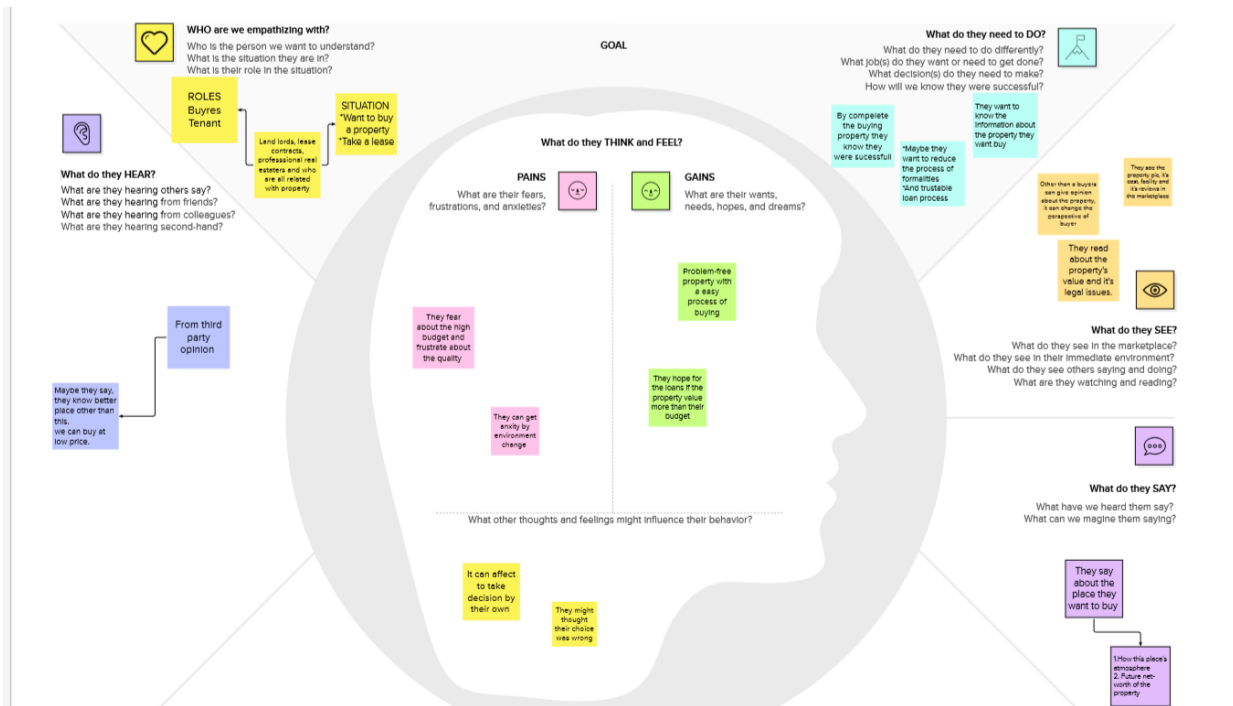 WHO are we empathizing with?
Who is the person we want to understand?
What is the situation they are in?
What is their role in the situation?
ROLES
Buyres
Tenant
SITUATION
*Want to buy
a property
*Take a lease
Land lords, lease
contracts,
professsional real
estaters and who
are all related
with property
GOAL
What do they need to DO?
What do they need to do differently?
What job(s) do they want or need to get done?
What decision(s) do they need to make?
How will we know they were successful?
By compelete
the buying
property they
know they
were sucessfull
*Maybe they
want to reduce
the process of
formalities
*And trustable
loan process
They want to
know the
information about
the property they
want buy
What do they HEAR?
What are they hearing others say?
What are they hearing from friends?
What are they hearing from colleagues?
What are they hearing second-hand?
From third
party
opinion
Maybe they say,
they know better
place other than
this.
we can buy at
low price.
What do they THINK and FEEL?
PAINS
What are their fears,
frustrations, and anxieties?
They fear
about the high
budget and
frustrate about
the quality
They can get
anxity by
environment
change
GAINS
What are their wants,
needs, hopes, and dreams?
Problem-free
property with
a easy
process of
buying
They hope for
the loans if the
property value
more than their
budget
What other thoughts and feelings might influence their behavior?
It can affect
to take
decision by
their own
They might
thought
their choice
was wrong
Other than a buyers
can give opinion
about the property,
it can change the
perspective of
buyer
They see the
property pic, it's
cost, facility and
it's reviews in
the marketplace
They read
about the
property's
value and it's
legal issues.
What do they SEE?
What do they see in the marketplace?
What do they see in their immediate environment?
What do they see others saying and doing?
What are they watching and reading?
What do they SAY?
What have we heard them say?
What can we magine them saying?
They say
about the
place they
want to buy
1.How this place's
atmosphere
2. Future net-
worth of the
property